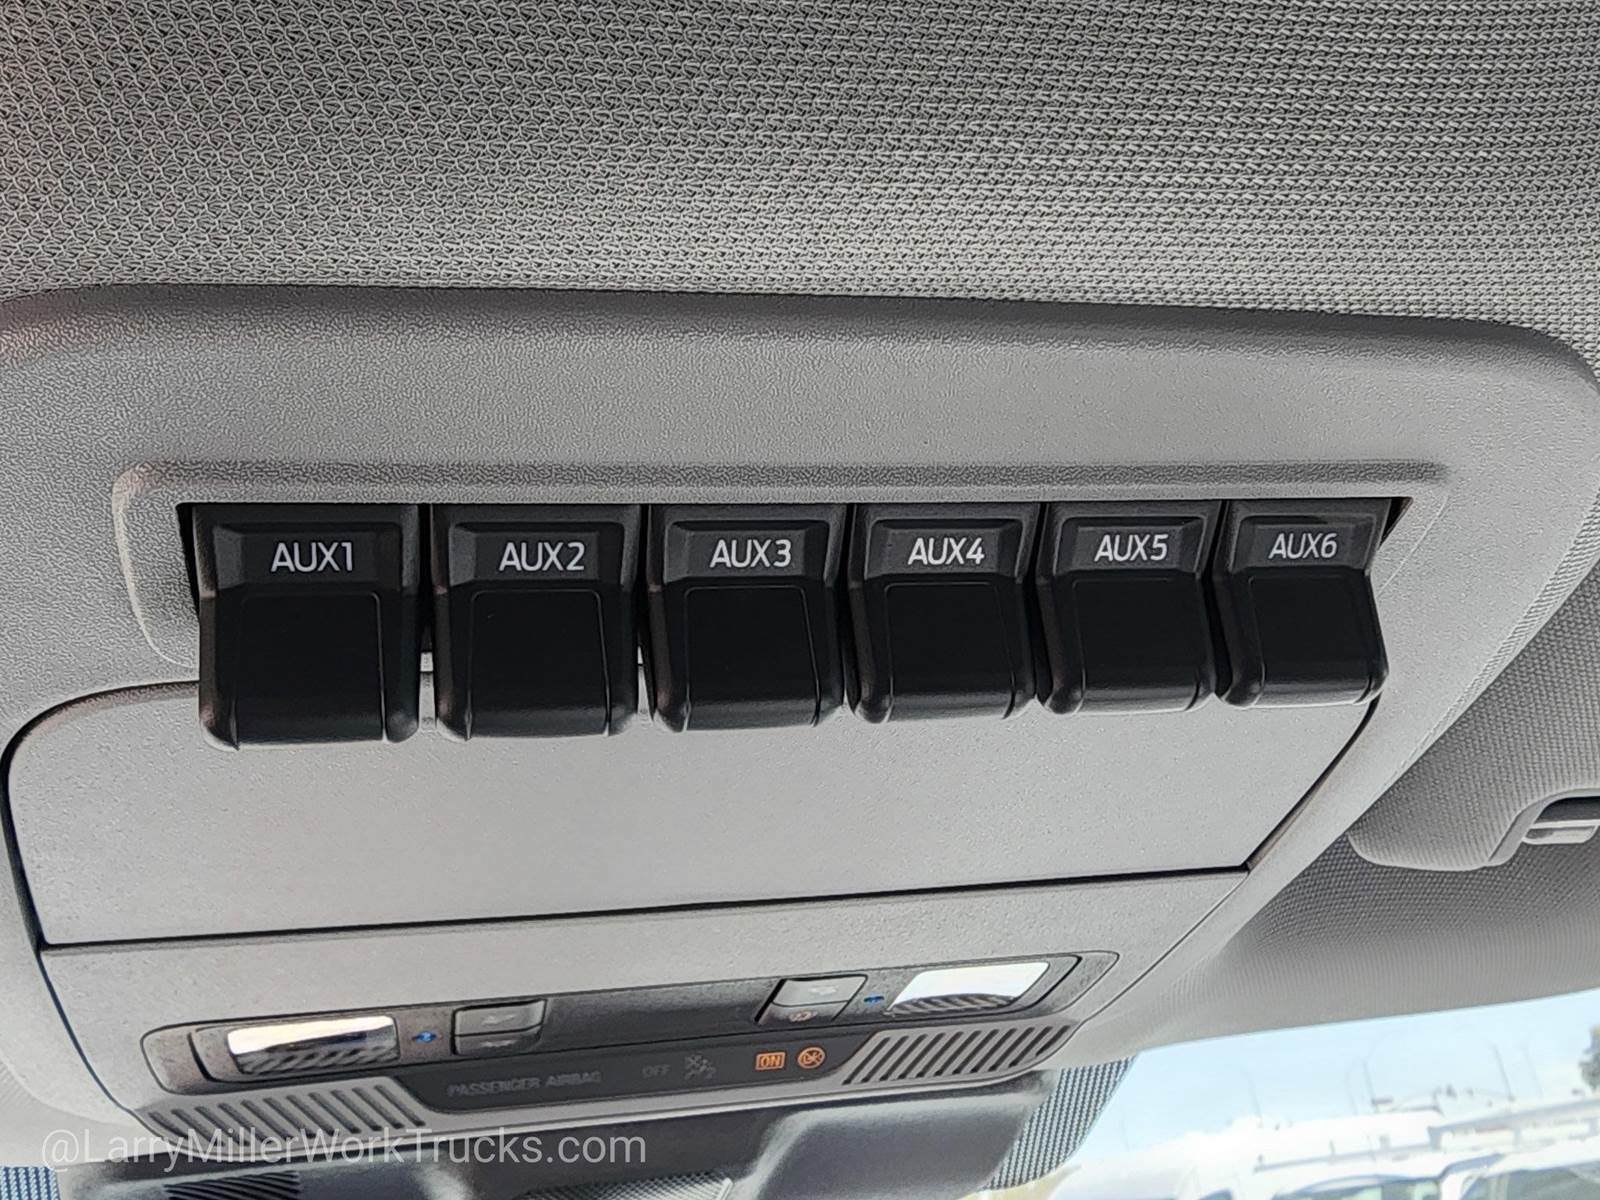 AUX1 AUX2 AUX3 AUX4 AUX5 AUX6
PASSENGER AIRBAG OFF ON
@LarryMillerWorkTrucks.com